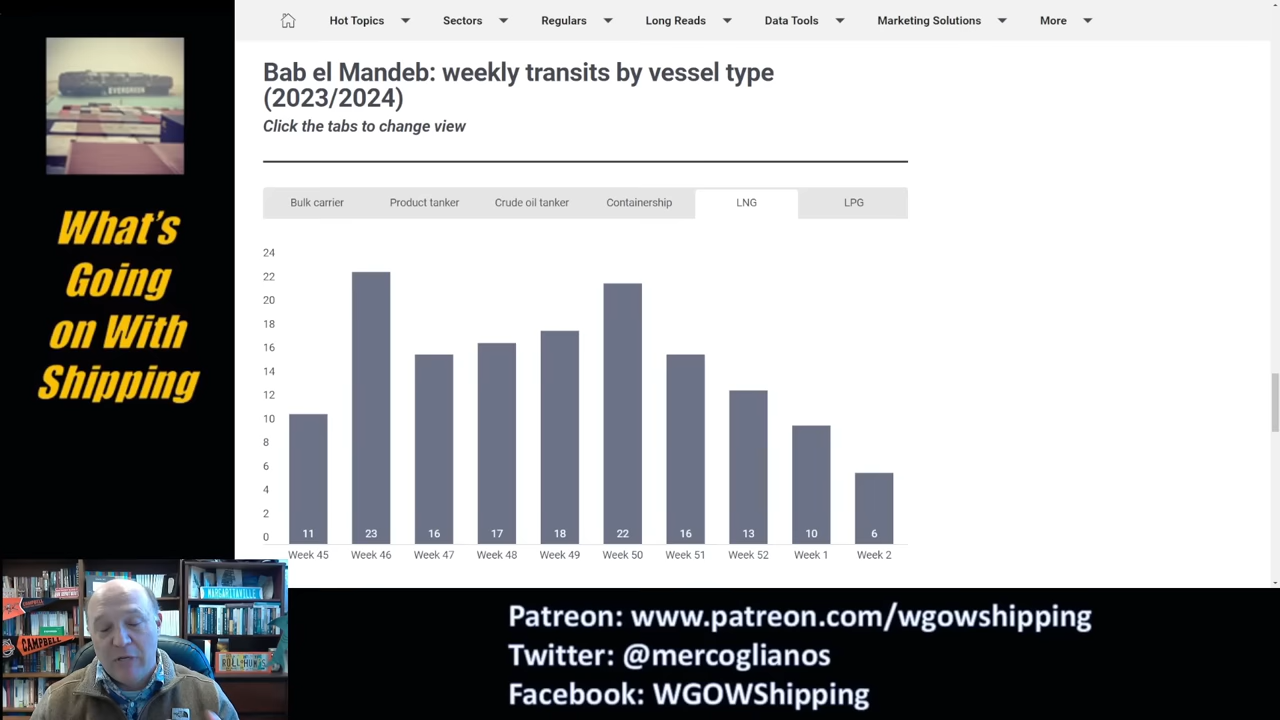 Hot Topics
Sectors
Regulars
Long Reads
Data Tools
Marketing Solutions
More
EVERGREEN
What's
Going
on With
Shipping
Bab el Mandeb: weekly transits by vessel type
(2023/2024)
Click the tabs to change view
Bulk carrier
Product tanker
Crude oil tanker
Containership
LNG
LPG
24
22
20
18
16
14
12
10
8
6
4
2
0
11
23
16
17
18
22
16
13
10
6
Week 45
Week 46
Week 47
Week 48
Week 49
Week 50
Week 51
Week 52
Week 1
Week 2
MARGARITAVILLE
CAMPBELL
Patreon: www.patreon.com/wgowshipping
Twitter: @mercoglianos
Facebook: WGOWShipping